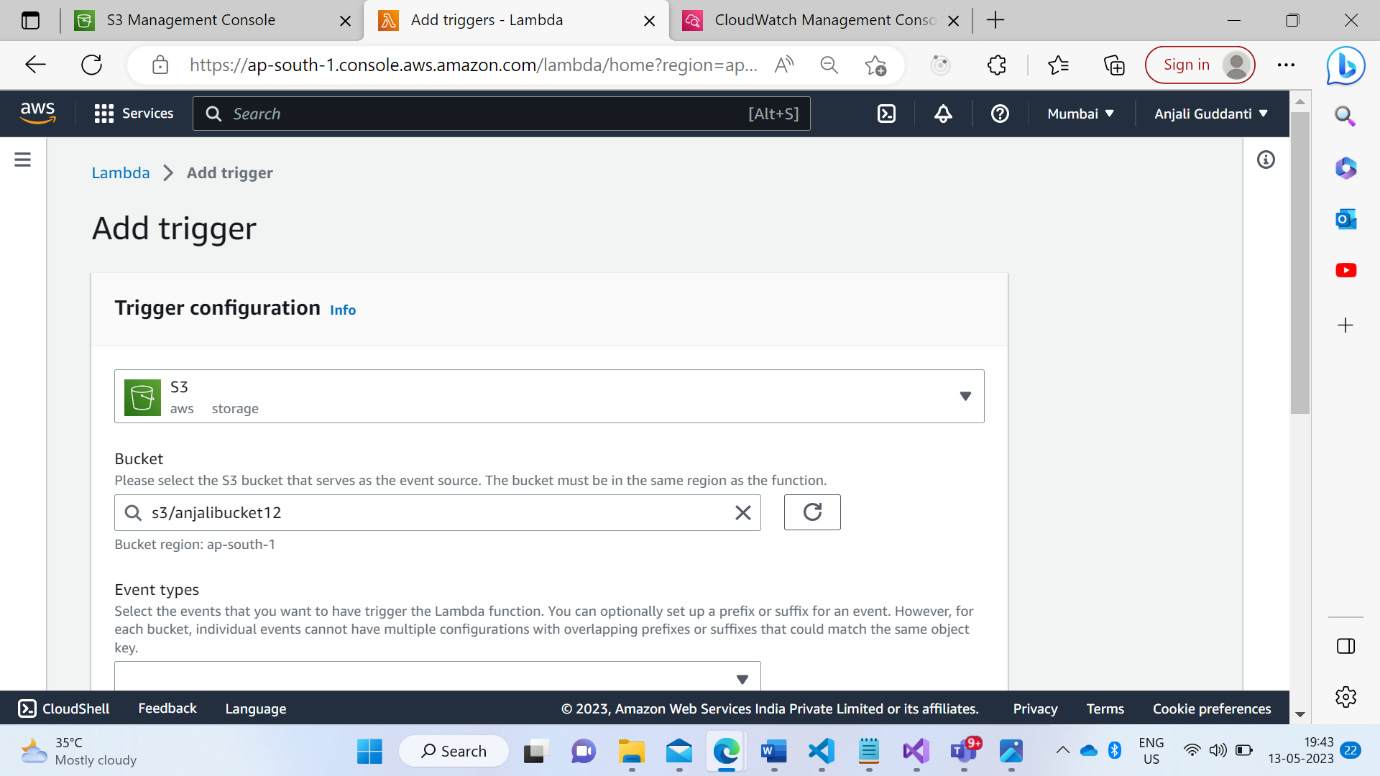 S3 Management Console
Add triggers - Lambda
CloudWatch Management Conso
https://ap-south-1.console.aws.amazon.com/lambda/home?region=ap...
Sign in
aws
Services
Search
[Alt+S]
Mumbai
Anjali Guddanti
Lambda
Add trigger
Add trigger
Trigger configuration Info
S3
aws storage
Bucket
Please select the S3 bucket that serves as the event source. The bucket must be in the same region as the function.
s3/anjalibucket12
Bucket region: ap-south-1
Event types
Select the events that you want to have trigger the Lambda function. You can optionally set up a prefix or suffix for an event. However, for
each bucket, individual events cannot have multiple configurations with overlapping prefixes or suffixes that could match the same object
key.
CloudShell
Feedback
Language
© 2023, Amazon Web Services India Private Limited or its affiliates.
Privacy
Terms
Cookie preferences
35°C
Mostly cloudy
Search
9+
ENG
US
19:43
13-05-2023
22